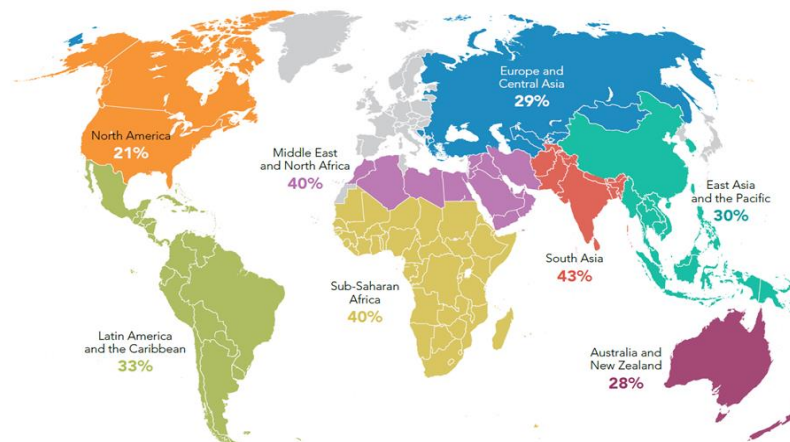 Europe and
Central Asia
29%
North America
21%
Middle East
and North Africa
40%
East Asia
and the Pacific
30%
South Asia
43%
Sub-Saharan
Africa
40%
Latin America
and the Caribbean
33%
Australia and
New Zealand
28%